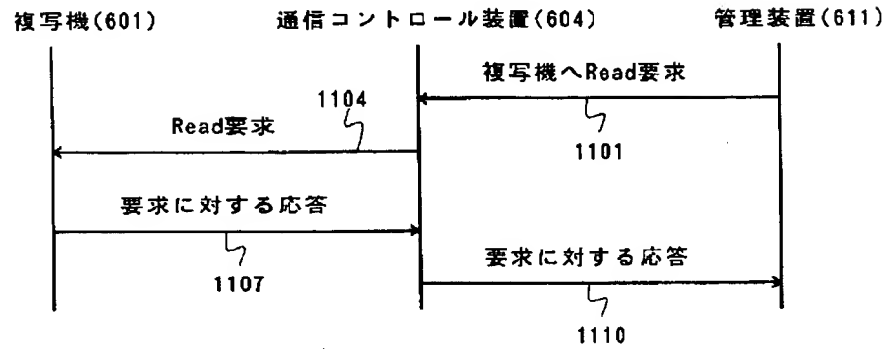 複写機(601) 通信コントロール装置(604) 管理装置(611)
複写機へRead要求
1104
Read要求
1101
要求に対する応答
要求に対する応答
1107
1110